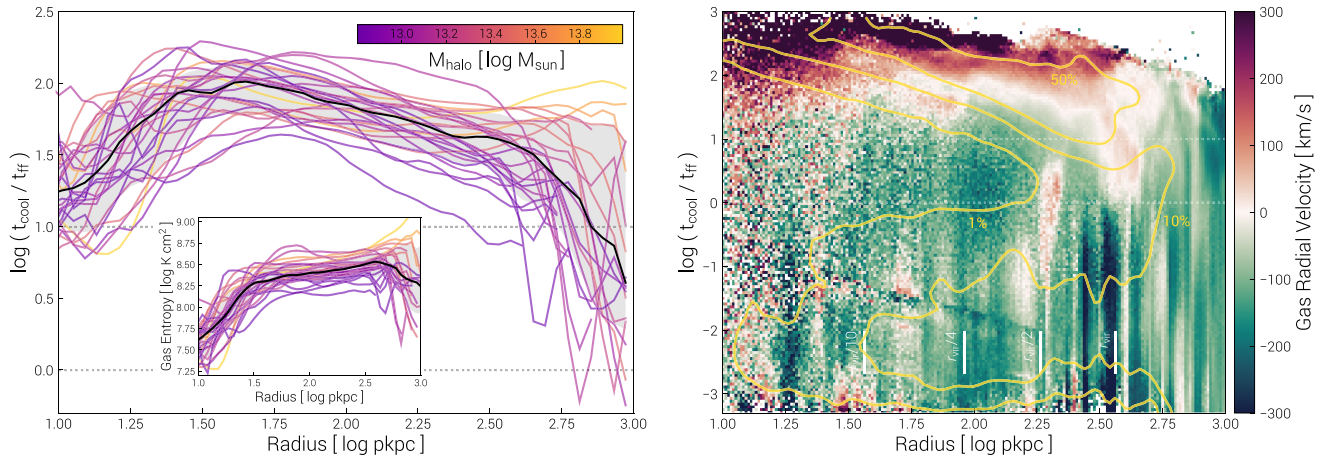 2.5
2.0
1.5
1.0
0.5
0.0
log ( t_cool / t_ff )
13.0 13.2 13.4 13.6 13.8
M_halo [ log M_sun ]
9.00
8.75
8.50
8.25
8.00
7.75
7.50
7.25
Gas Entropy [ log K cm² ]
1.0 1.5 2.0 2.5 3.0
Radius [ log pkpc ]
1.00 1.25 1.50 1.75 2.00 2.25 2.50 2.75 3.00
Radius [ log pkpc ]
3
2
1
0
−1
−2
−3
log ( t_cool / t_ff )
50%
10%
1%
r_vir/10
r_vir/4
r_vir/2
r_vir
1.00 1.25 1.50 1.75 2.00 2.25 2.50 2.75 3.00
Radius [ log pkpc ]
300
200
100
0
−100
−200
−300
Gas Radial Velocity [ km/s ]